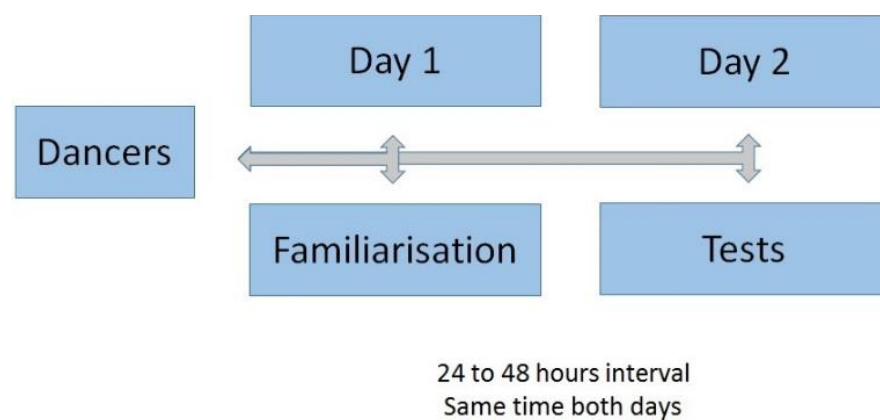 Day 1
Day 2
Dancers
Familiarisation
Tests
24 to 48 hours interval
Same time both days